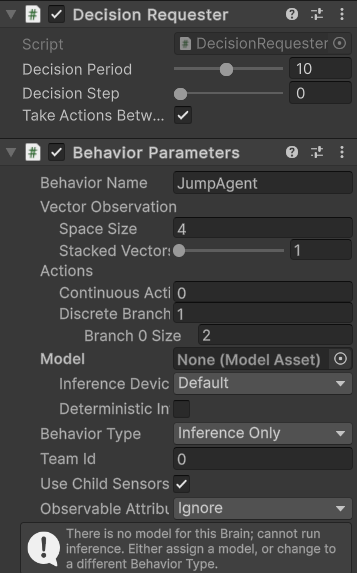 Decision Requester
Script DecisionRequester
Decision Period 10
Decision Step 0
Take Actions Betw...
Behavior Parameters
Behavior Name JumpAgent
Vector Observation
Space Size 4
Stacked Vectors 1
Actions
Continuous Acti 0
Discrete Branch 1
Branch 0 Size 2
Model None (Model Asset)
Inference Devic Default
Deterministic In
Behavior Type Inference Only
Team Id 0
Use Child Sensors
Observable Attribu Ignore
There is no model for this Brain; cannot run
inference. Either assign a model, or change to
a different Behavior Type.